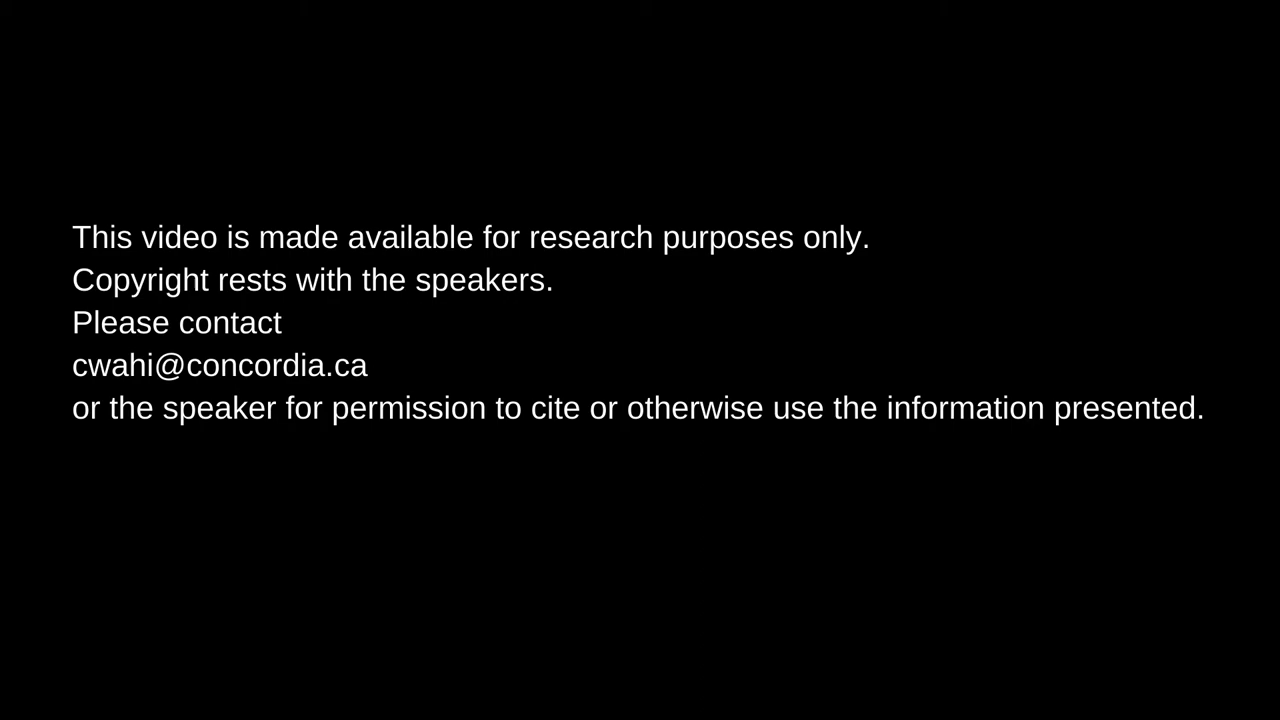 This video is made available for research purposes only.
Copyright rests with the speakers.
Please contact
cwahi@concordia.ca
or the speaker for permission to cite or otherwise use the information presented.